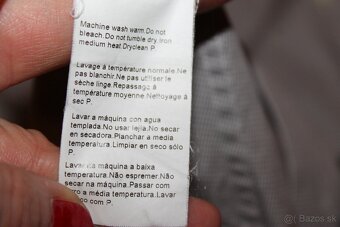 Machine wash warm.Do not
bleach.Do not tumble dry.Iron
medium heat.Dryclean P.
Lavage à température normale.Ne
pas blanchir.Ne pas utiliser le
sèche linge Repassage à
température moyenne Nettoyage à
sec P.
Lavar a máquina con agua
templada.No usar lejía.No secar
en secadora.Planchar a media
temperatura.Limpiar en seco sólo
P.
Lavar na máquina a baixa
temperatura.Não espremer.Não
secar na máquina.Passar com
a média temperatura.Lavar
co P.
© Bazos.sk